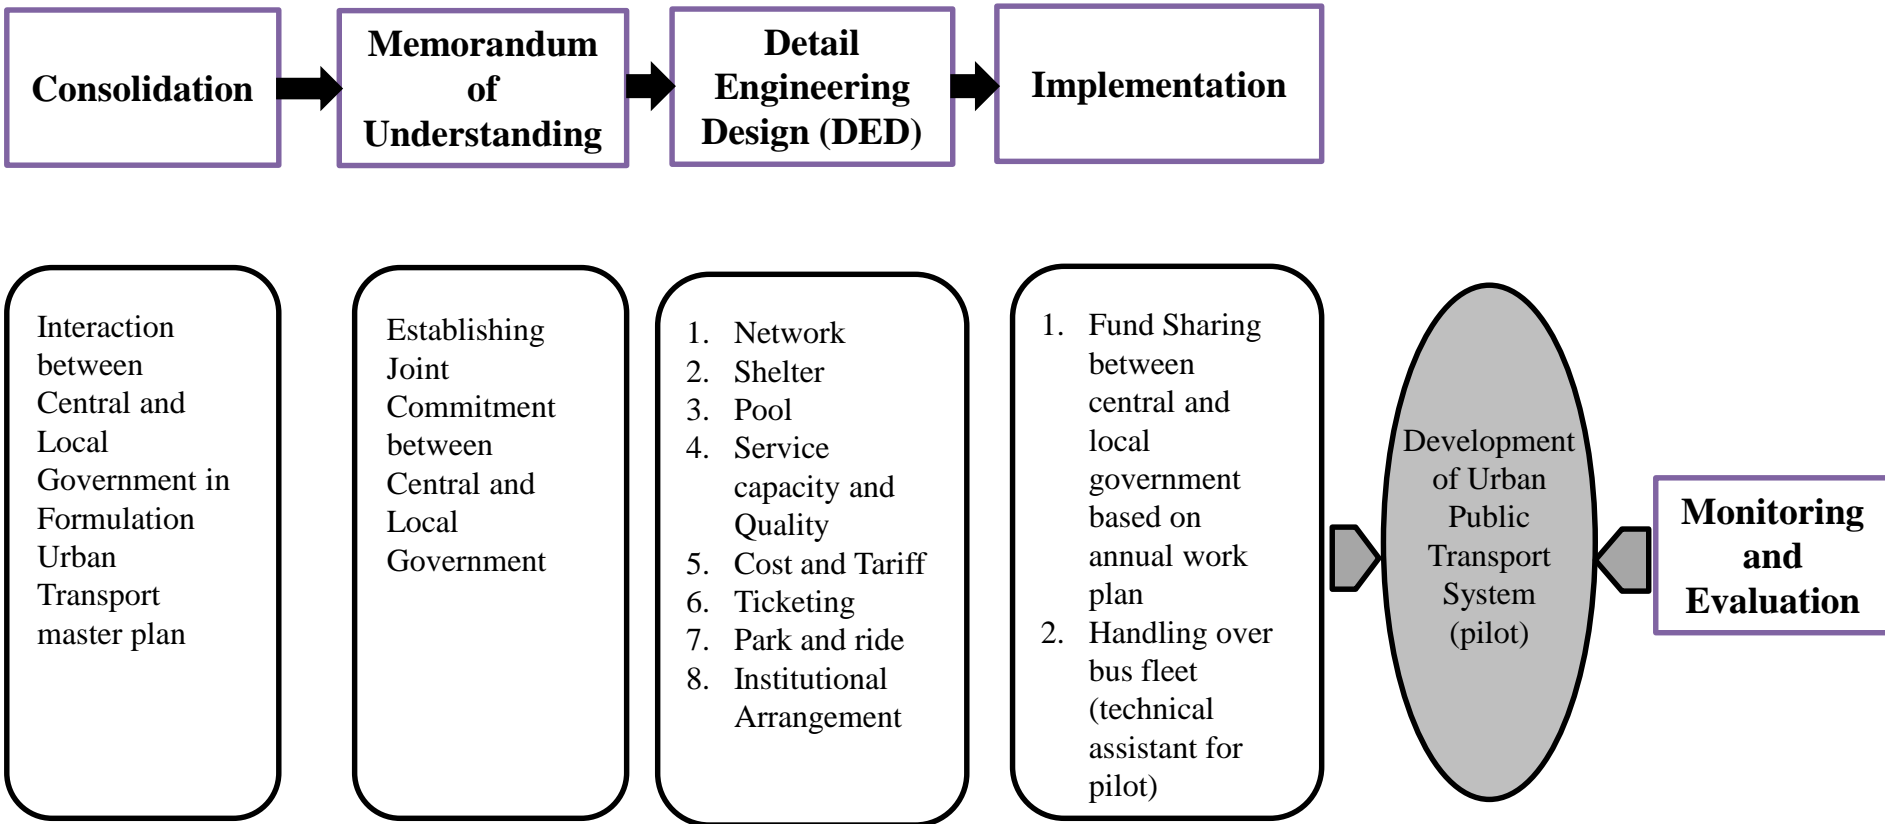 Consolidation
Memorandum
of
Understanding
Detail
Engineering
Design (DED)
Implementation
Interaction
between
Central and
Local
Government in
Formulation
Urban
Transport
master plan
Establishing
Joint
Commitment
between
Central and
Local
Government
1. Network
2. Shelter
3. Pool
4. Service
capacity and
Quality
5. Cost and Tariff
6. Ticketing
7. Park and ride
8. Institutional
Arrangement
1. Fund Sharing
between
central and
local
government
based on
annual work
plan
2. Handling over
bus fleet
(technical
assistant for
pilot)
Development
of Urban
Public
Transport
System
(pilot)
Monitoring
and
Evaluation